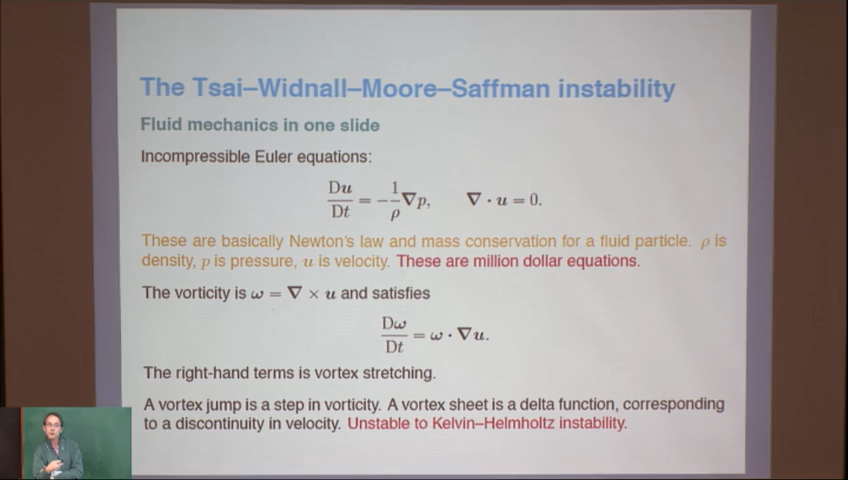 The Tsai–Widnall–Moore–Saffman instability
Fluid mechanics in one slide
Incompressible Euler equations:
Du/Dt = −1/ρ ∇p, ∇ · u = 0.
These are basically Newton's law and mass conservation for a fluid particle. ρ is
density, p is pressure, u is velocity. These are million dollar equations.
The vorticity is ω = ∇ × u and satisfies
Dω/Dt = ω · ∇u.
The right-hand terms is vortex stretching.
A vortex jump is a step in vorticity. A vortex sheet is a delta function, corresponding
to a discontinuity in velocity. Unstable to Kelvin–Helmholtz instability.